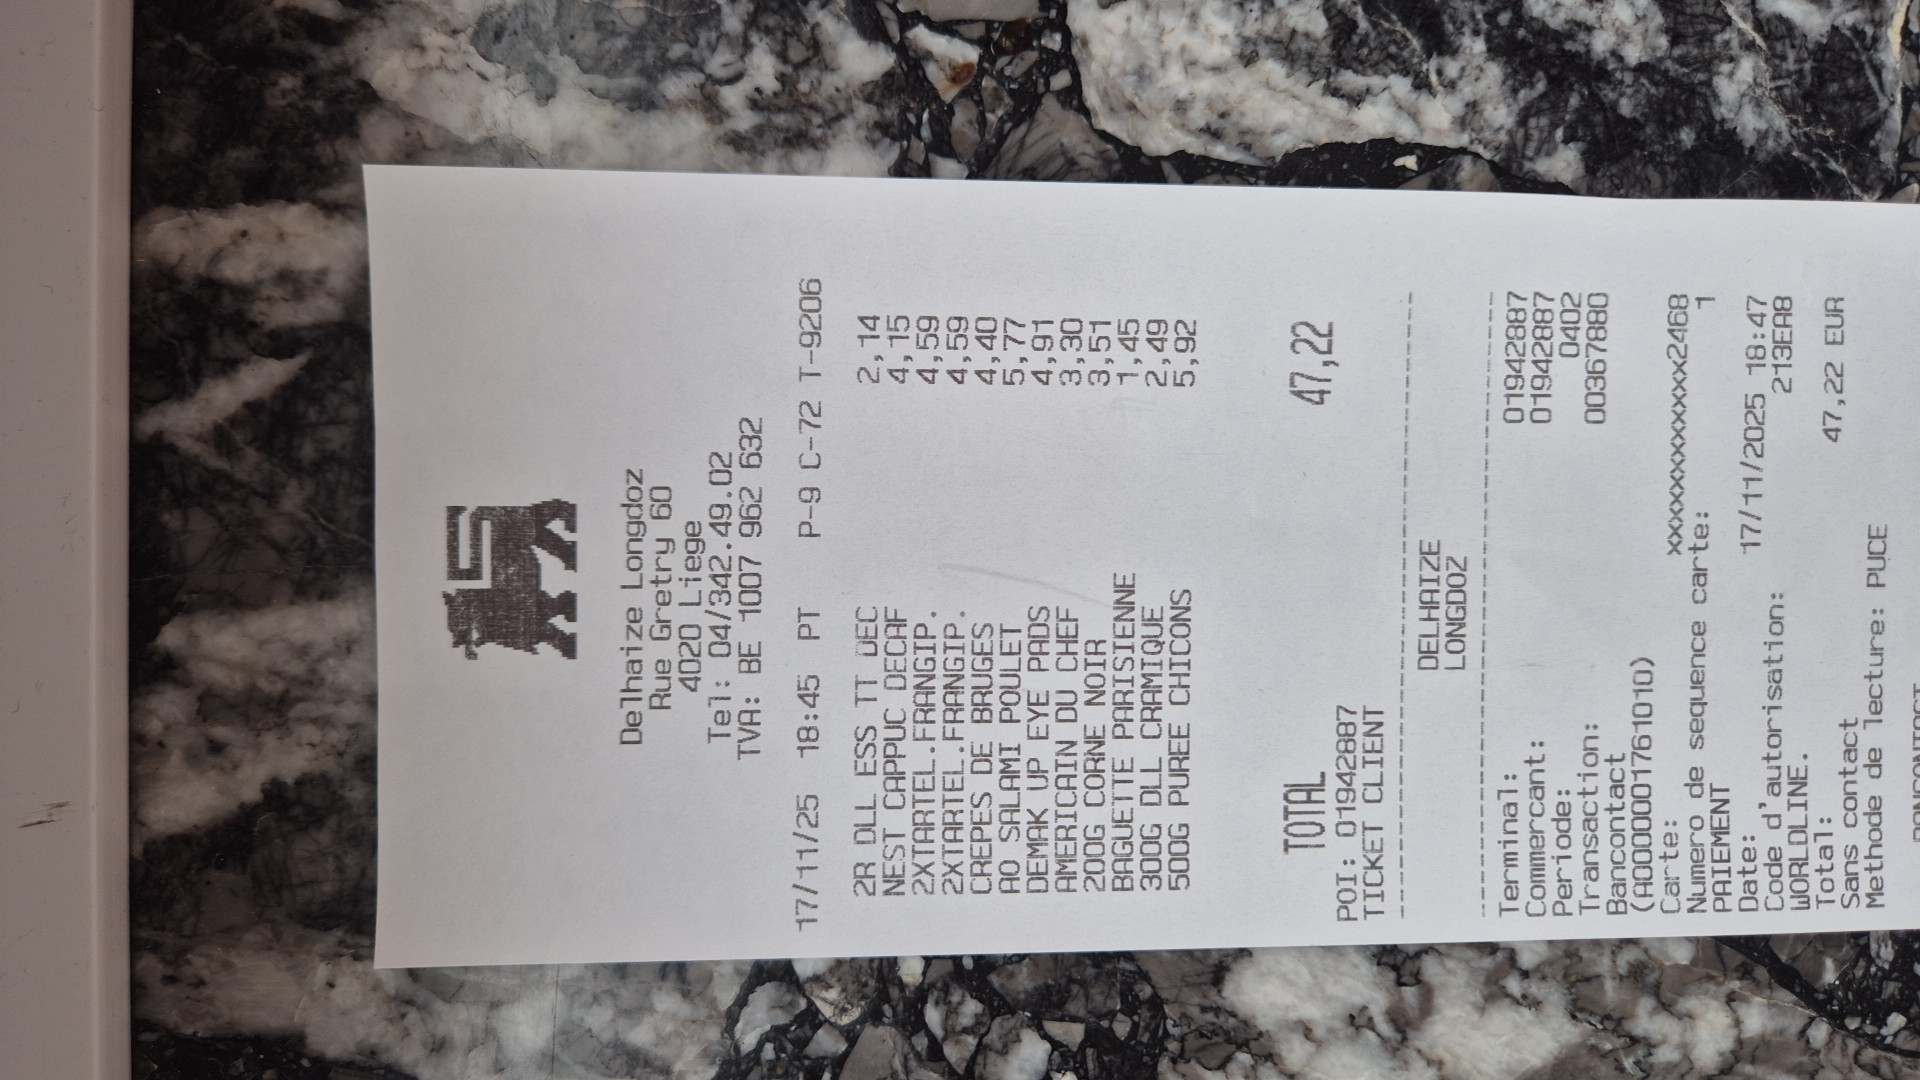 Delhaize Longdoz
Rue Gretry 60
4020 Liege
Tel: 04/342.49.02
TVA: BE 1007 962 632
17/11/25 18:45 PT P-9 C-72 T-9206
2R DLL ESS TT DEC 2,14
NEST CAPPUC DECAF 4,15
2XTARTEL.FRANGIP. 4,59
2XTARTEL.FRANGIP. 4,59
CREPES DE BRUGES 4,40
AO SALAMI POULET 5,77
DEMAK UP EYE PADS 4,91
AMERICAIN DU CHEF 3,30
200G CORNE NOIR 3,51
BAGUETTE PARISIENNE 1,45
300G DLL CRAMIQUE 2,49
500G PUREE CHICONS 5,92
TOTAL 47,22
POI: 01942887
TICKET CLIENT
DELHAIZE
LONGDOZ
Terminal: 01942887
Commercant: 01942887
Periode: 0402
Transaction: 00367880
Bancontact
(A0000001761010)
Carte: xxxxxxxxxxxxx2468
Numero de sequence carte: 1
PAIEMENT
Date: 17/11/2025 18:47
Code d'autorisation: 213EA8
WORLDLINE.
Total: 47,22 EUR
Sans contact
Methode de lecture: PUCE